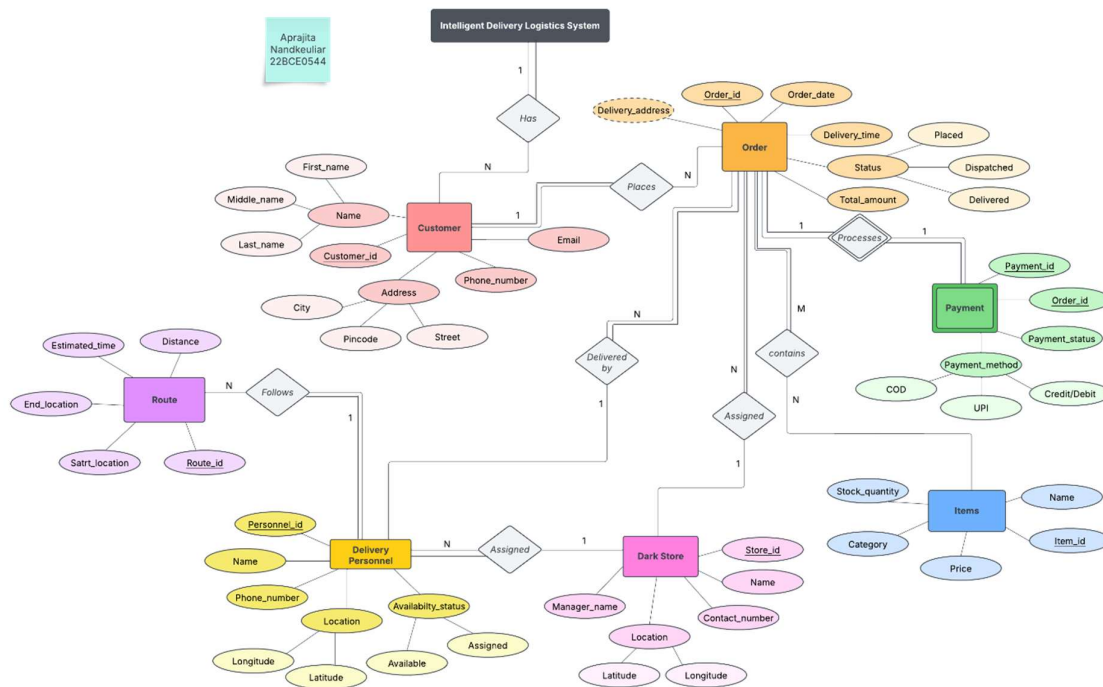 Intelligent Delivery Logistics System
Aprajita
Nandkeuliar
22BCE0544
1
Has
N
Order_id
Order_date
Delivery_address
Delivery_time
Placed
Order
Status
Dispatched
Total_amount
Delivered
Places
N
1
First_name
Middle_name
Name
Last_name
Customer
Customer_id
Email
Phone_number
Address
City
Pincode
Street
1
Processes
1
Payment_id
Order_id
Payment
Payment_status
Payment_method
COD
UPI
Credit/Debit
M
contains
N
N
Delivered
by
1
N
Assigned
1
Estimated_time
Distance
Route
End_location
Satrt_location
Route_id
N
Follows
1
Stock_quantity
Name
Items
Category
Item_id
Price
Personnel_id
Name
Delivery
Personnel
Phone_number
Location
Availabilty_status
Longitude
Latitude
Available
Assigned
N
Assigned
1
Dark Store
Store_id
Name
Manager_name
Contact_number
Location
Latitude
Longitude